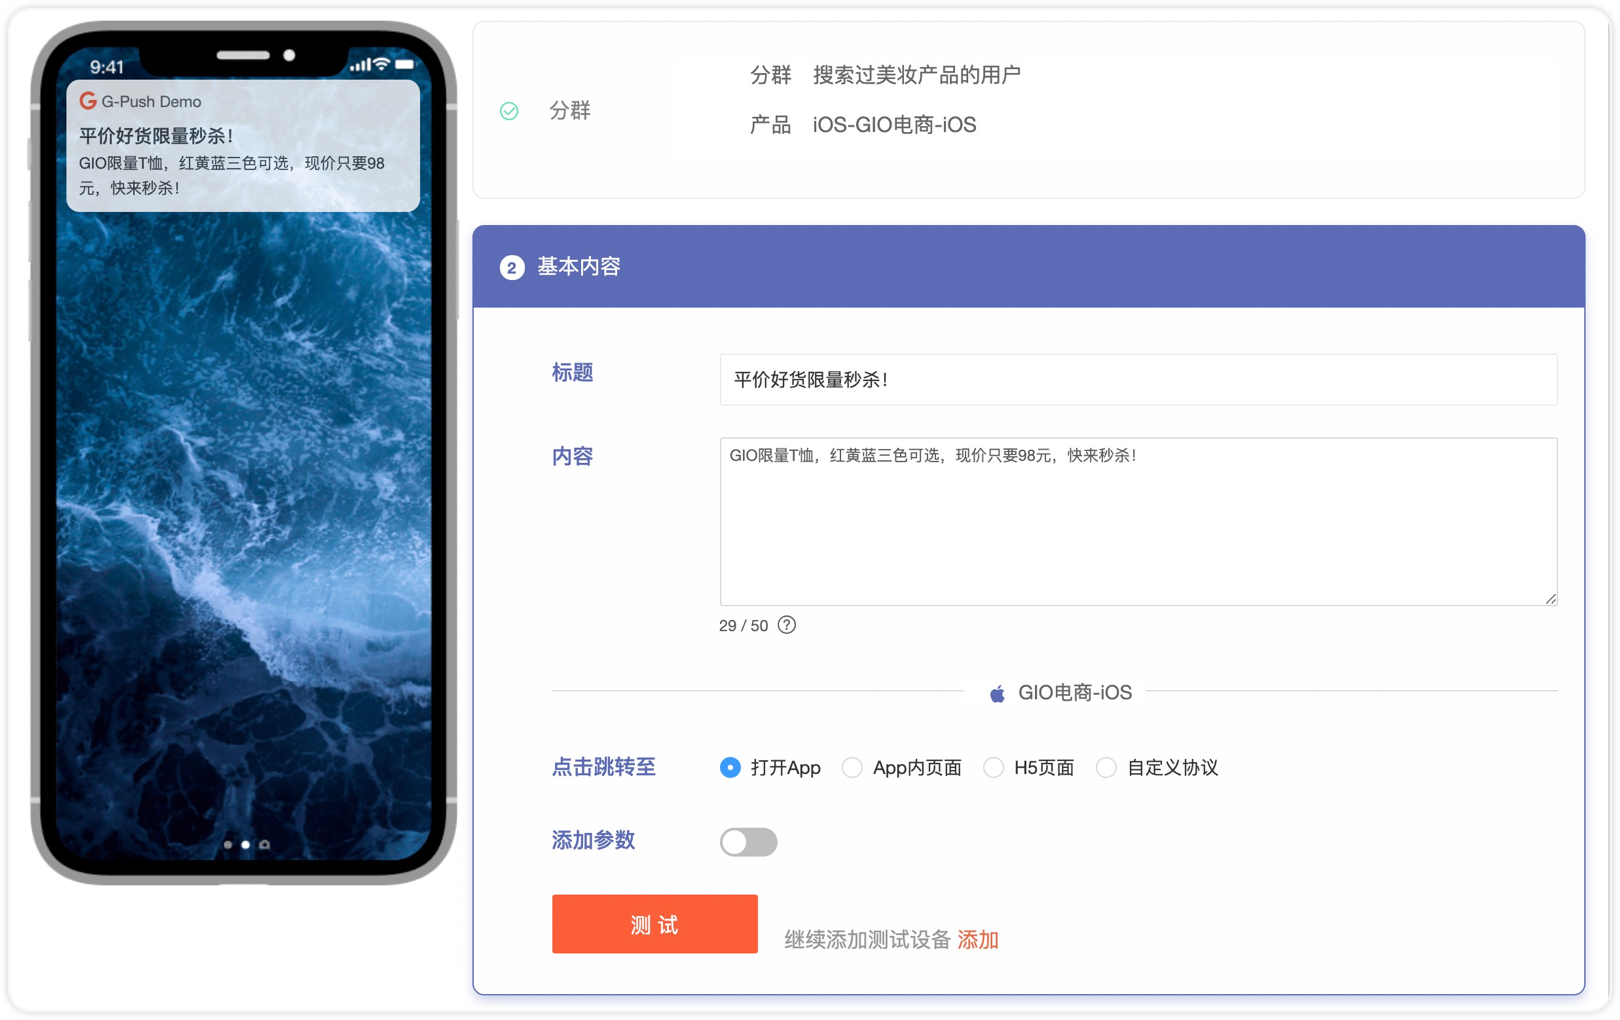 9:41
G-Push Demo
平价好货限量秒杀！
GIO限量T恤，红黄蓝三色可选，现价只要98
元，快来秒杀！
分群
分群 搜索过美妆产品的用户
产品 iOS-GIO电商-iOS
2 基本内容
标题
平价好货限量秒杀！
内容
GIO限量T恤，红黄蓝三色可选，现价只要98元，快来秒杀！
29 / 50 ?
GIO电商-iOS
点击跳转至 打开App App内页面 H5页面 自定义协议
添加参数
测 试
继续添加测试设备 添加